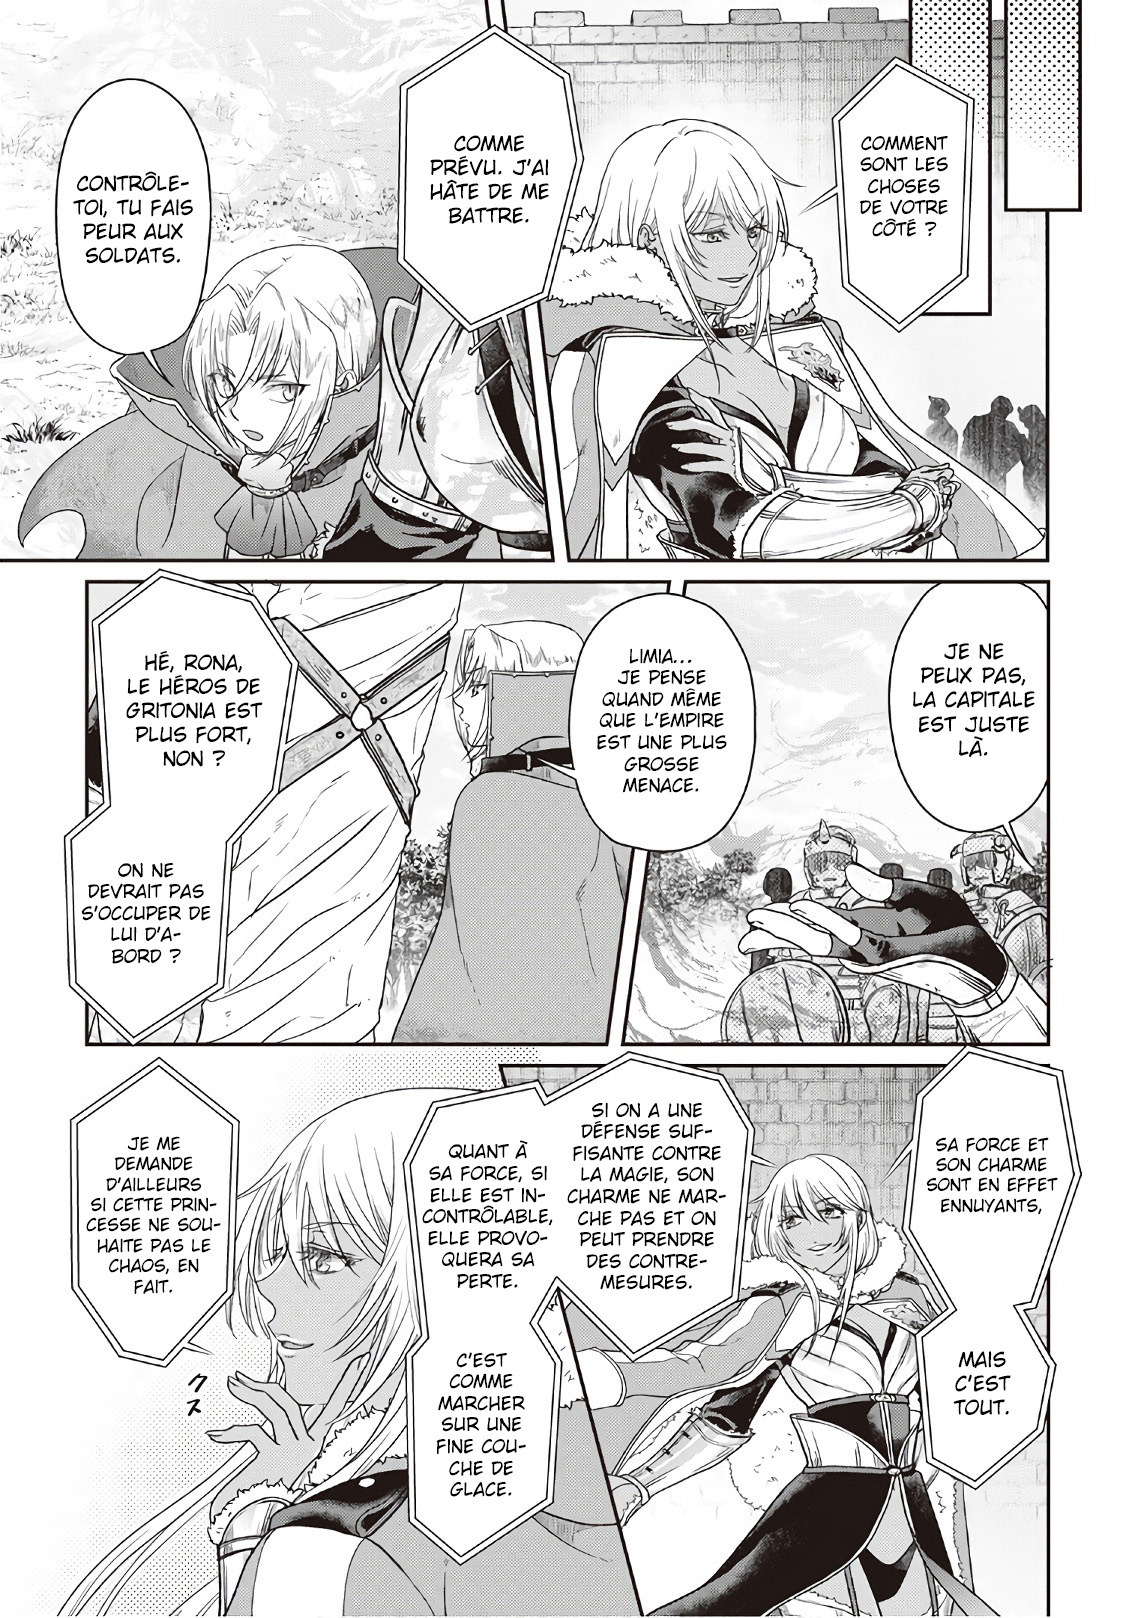 COMMENT
SONT LES
CHOSES
DE VOTRE
CÔTÉ ?
COMME
PRÉVU. J'AI
HÂTE DE ME
BATTRE.
CONTRÔLE-
TOI, TU FAIS
PEUR AUX
SOLDATS.
JE NE
PEUX PAS,
LA CAPITALE
EST JUSTE
LÀ.
LIMIA...
JE PENSE
QUAND MÊME
QUE L'EMPIRE
EST UNE PLUS
GROSSE
MENACE.
HÉ, RONA,
LE HÉROS DE
GRITONIA EST
PLUS FORT,
NON ?
ON NE
DEVRAIT PAS
S'OCCUPER DE
LUI D'A-
BORD ?
SA FORCE ET
SON CHARME
SONT EN EFFET
ENNUYANTS,
MAIS
C'EST
TOUT.
SI ON A UNE
DÉFENSE SUF-
FISANTE CONTRE
LA MAGIE, SON
CHARME NE MAR-
CHE PAS ET ON
PEUT PRENDRE
DES CONTRE-
MESURES.
QUANT À
SA FORCE, SI
ELLE EST IN-
CONTRÔLABLE,
ELLE PROVO-
QUERA SA
PERTE.
C'EST
COMME
MARCHER
SUR UNE
FINE COU-
CHE DE
GLACE.
JE ME
DEMANDE
D'AILLEURS
SI CETTE PRIN-
CESSE NE SOU-
HAITE PAS LE
CHAOS, EN
FAIT.
クス